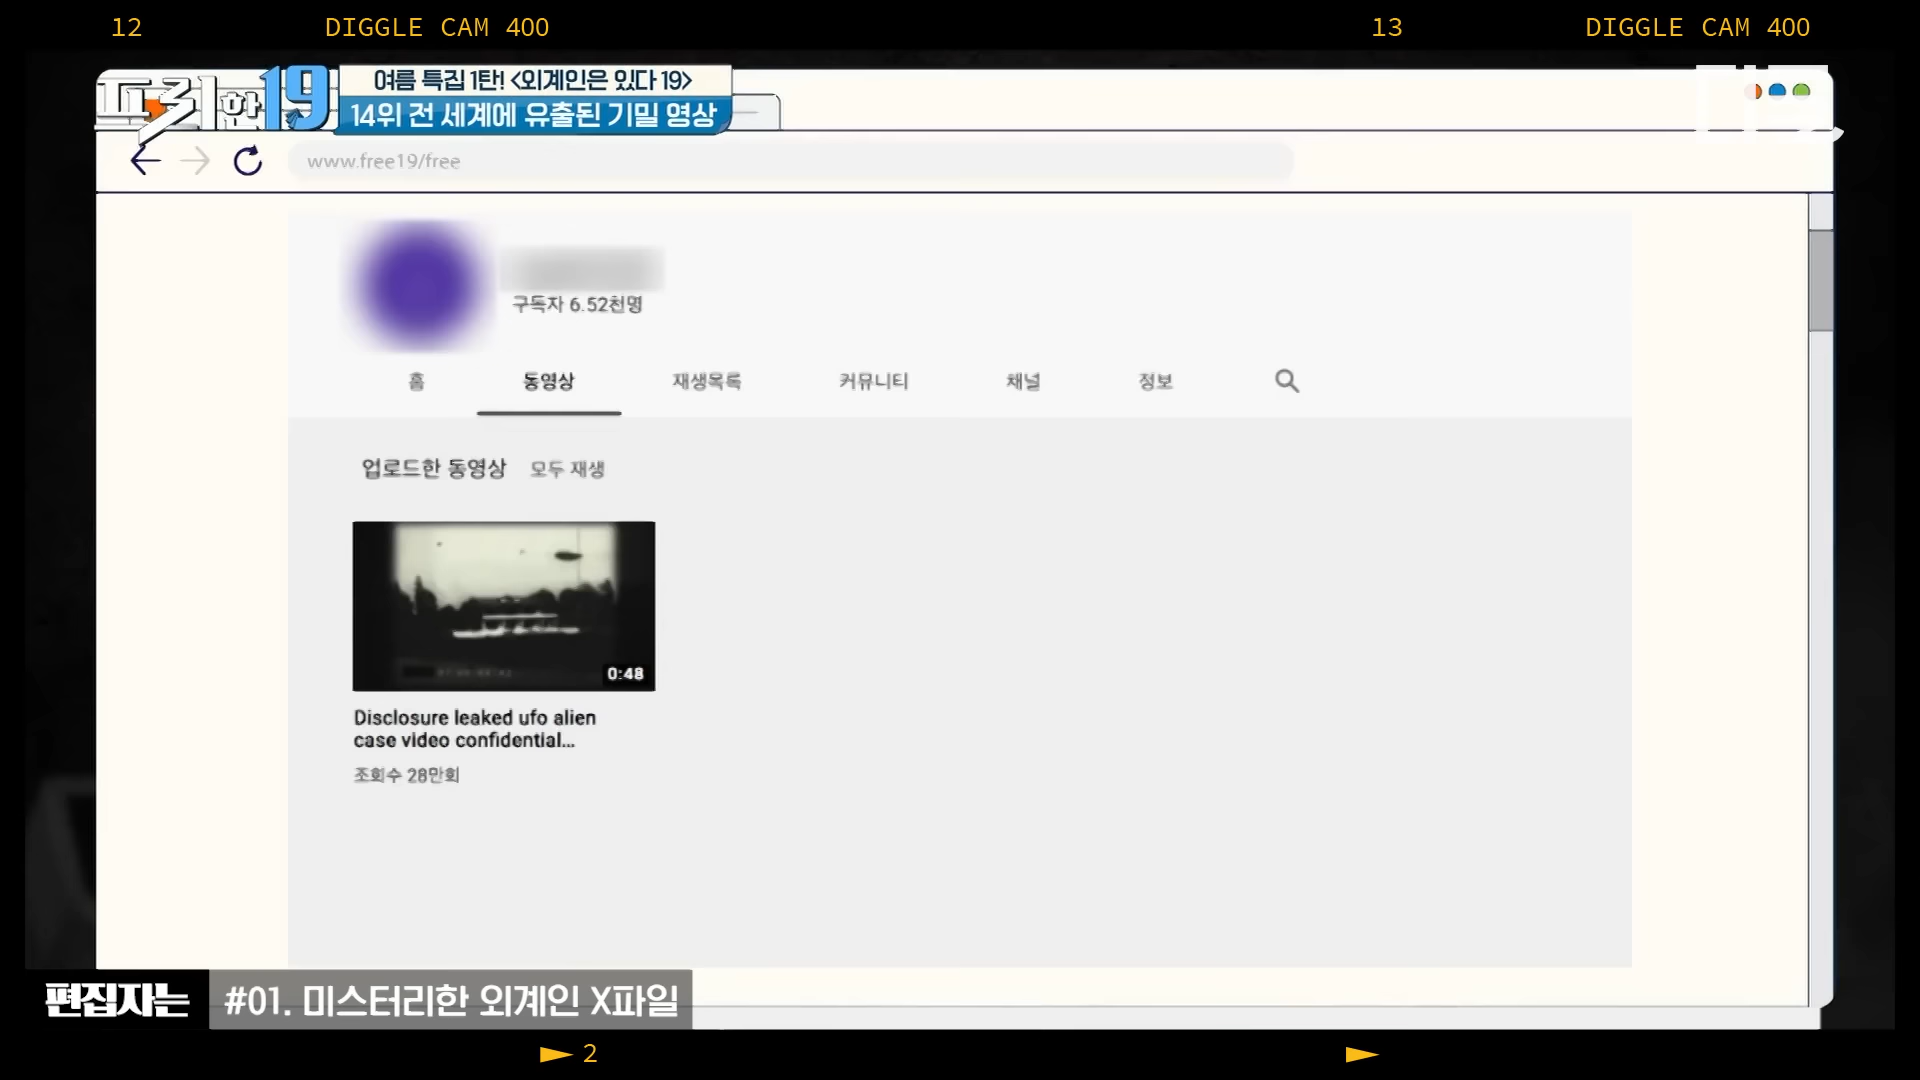 12 DIGGLE CAM 400 13 DIGGLE CAM 400
프리한19
여름 특집 1탄! <외계인은 있다 19>
14위 전 세계에 유출된 기밀 영상
www.free19/free
구독자 6.52천명
홈 동영상 재생목록 커뮤니티 채널 정보
업로드한 동영상 모두 재생
0:48
Disclosure leaked ufo alien
case video confidential...
조회수 28만회
편집자는 #01. 미스터리한 외계인 X파일
2